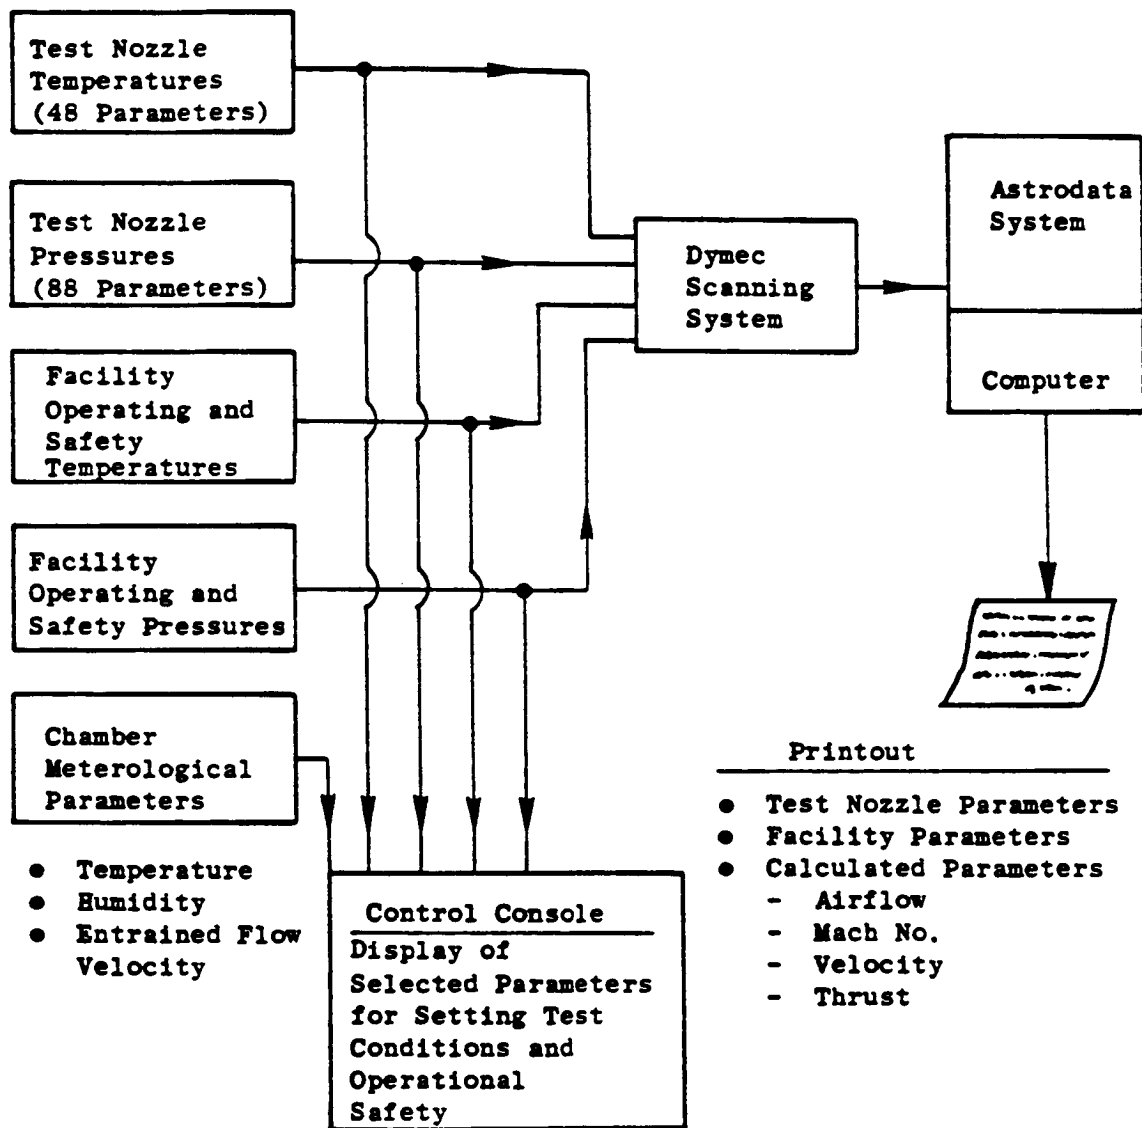 Test Nozzle
Temperatures
(48 Parameters)
Test Nozzle
Pressures
(88 Parameters)
Facility
Operating and
Safety
Temperatures
Facility
Operating and
Safety Pressures
Chamber
Meterological
Parameters
● Temperature
● Humidity
● Entrained Flow
Velocity
Dymec
Scanning
System
Astrodata
System
Computer
Control Console
Display of
Selected Parameters
for Setting Test
Conditions and
Operational
Safety
Printout
● Test Nozzle Parameters
● Facility Parameters
● Calculated Parameters
- Airflow
- Mach No.
- Velocity
- Thrust